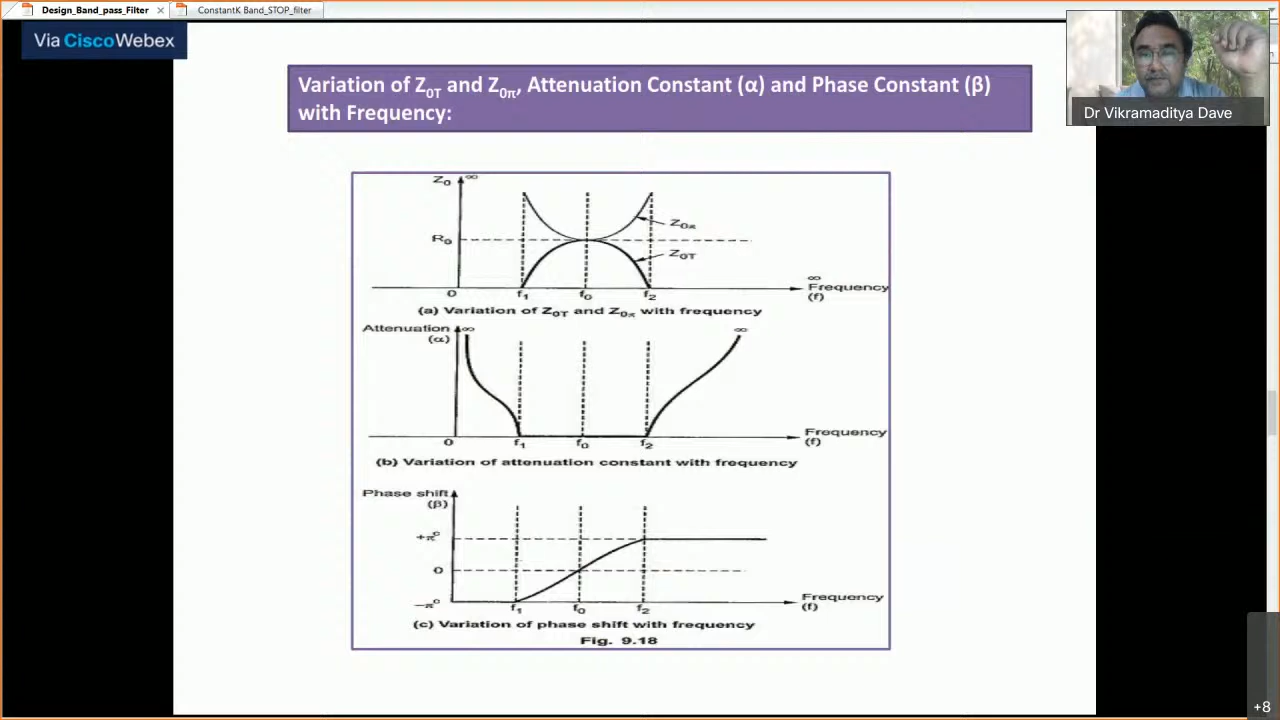 Design_Band_pass_Filter
ConstantK Band_STOP_filter
Via Cisco Webex
Dr Vikramaditya Dave
Variation of Z0T and Z0π, Attenuation Constant (α) and Phase Constant (β)
with Frequency:
Z0 ∞
Z0π
R0
Z0T
∞
0 f1 f0 f2 Frequency
(f)
(a) Variation of Z0T and Z0π with frequency
Attenuation ∞ ∞
(α)
0 f1 f0 f2 Frequency
(f)
(b) Variation of attenuation constant with frequency
Phase shift
(β)
+π°
0
−π° f1 f0 f2 Frequency
(f)
(c) Variation of phase shift with frequency
Fig. 9.18
+8